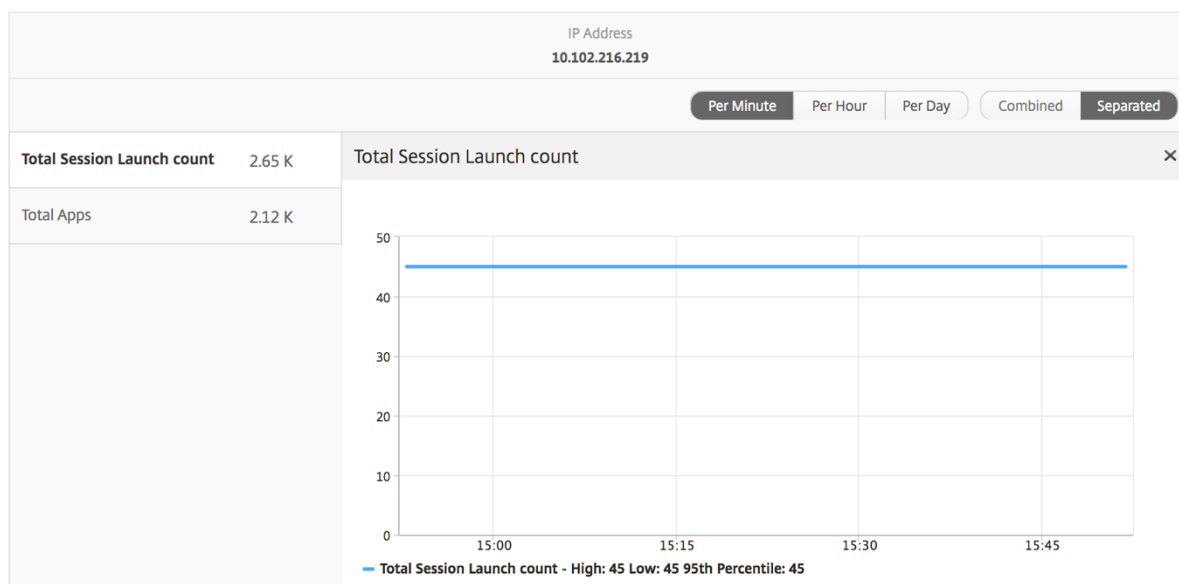 IP Address
10.102.216.219
Per Minute Per Hour Per Day Combined Separated
Total Session Launch count 2.65 K
Total Apps 2.12 K
Total Session Launch count ×
50
40
30
20
10
0
15:00 15:15 15:30 15:45
Total Session Launch count - High: 45 Low: 45 95th Percentile: 45